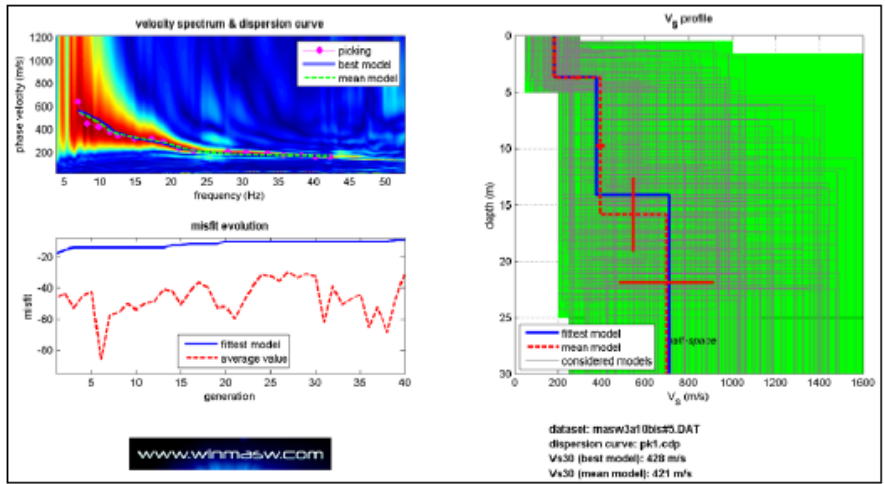 velocity spectrum & dispersion curve
1200
1000
800
600
400
200
phase velocity (m/s)
picking
best model
mean model
5 10 15 20 25 30 35 40 45 50
frequency (Hz)
misfit evolution
-20
-40
-60
misfit
fittest model
average value
5 10 15 20 25 30 35 40
generation
www.winmasw.com
VS profile
0
5
10
15
20
25
30
depth (m)
fittest model
mean model
considered models
half-space
0 200 400 600 800 1000 1200 1400 1600
VS (m/s)
dataset: masw3a10bis#5.DAT
dispersion curve: pk1.cdp
Vs30 (best model): 428 m/s
Vs30 (mean model): 421 m/s